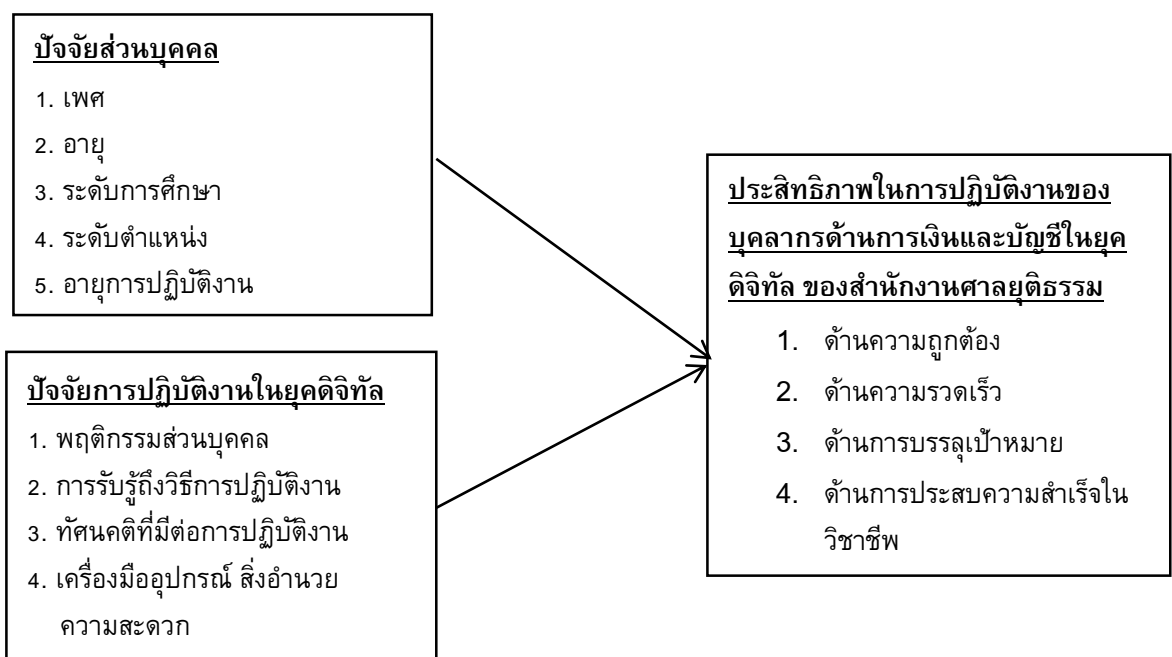 ปัจจัยส่วนบุคคล
1. เพศ
2. อายุ
3. ระดับการศึกษา
4. ระดับตำแหน่ง
5. อายุการปฏิบัติงาน
ปัจจัยการปฏิบัติงานในยุคดิจิทัล
1. พฤติกรรมส่วนบุคคล
2. การรับรู้ถึงวิธีการปฏิบัติงาน
3. ทัศนคติที่มีต่อการปฏิบัติงาน
4. เครื่องมืออุปกรณ์ สิ่งอำนวย
ความสะดวก
ประสิทธิภาพในการปฏิบัติงานของ
บุคลากรด้านการเงินและบัญชีในยุค
ดิจิทัล ของสำนักงานศาลยุติธรรม
1. ด้านความถูกต้อง
2. ด้านความรวดเร็ว
3. ด้านการบรรลุเป้าหมาย
4. ด้านการประสบความสำเร็จใน
วิชาชีพ